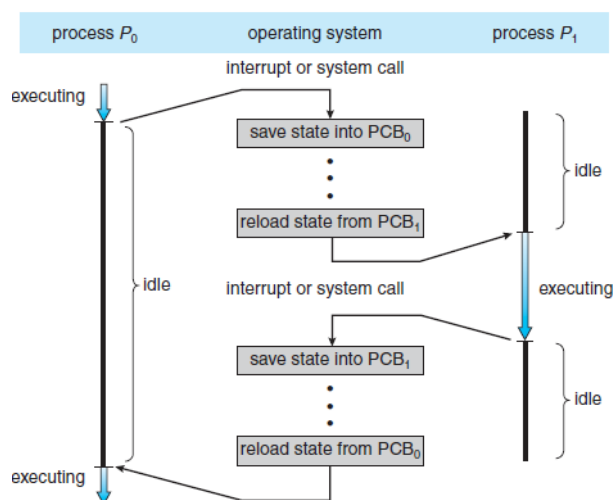 process P₀ operating system process P₁
interrupt or system call
executing
save state into PCB₀
idle
reload state from PCB₁
idle
interrupt or system call
executing
save state into PCB₁
idle
reload state from PCB₀
executing